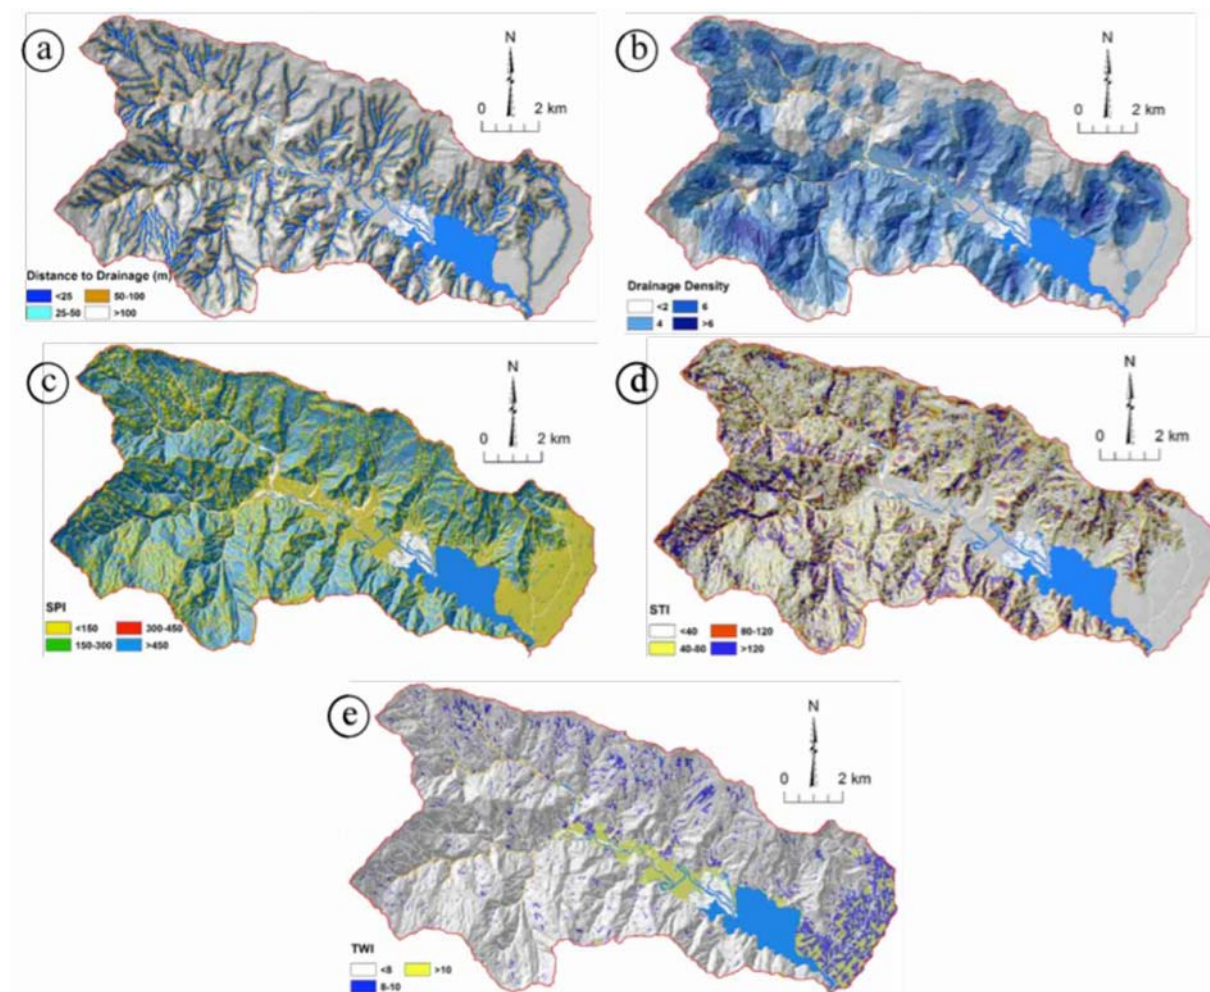 a
N
0 2 km
Distance to Drainage (m)
<25 50-100
25-50 >100
b
N
0 2 km
Drainage Density
<2 6
4 >6
c
N
0 2 km
SPI
<150 300-450
150-300 >450
d
N
0 2 km
STI
<40 80-120
40-80 >120
e
N
0 2 km
TWI
<8 >10
8-10